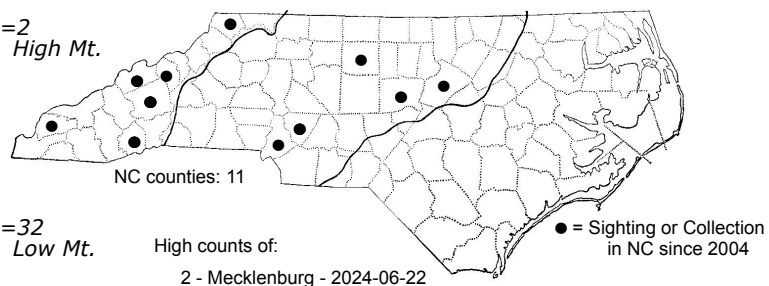 =2
High Mt.
NC counties: 11
=32
Low Mt.
High counts of:
2 - Mecklenburg - 2024-06-22
● = Sighting or Collection
in NC since 2004